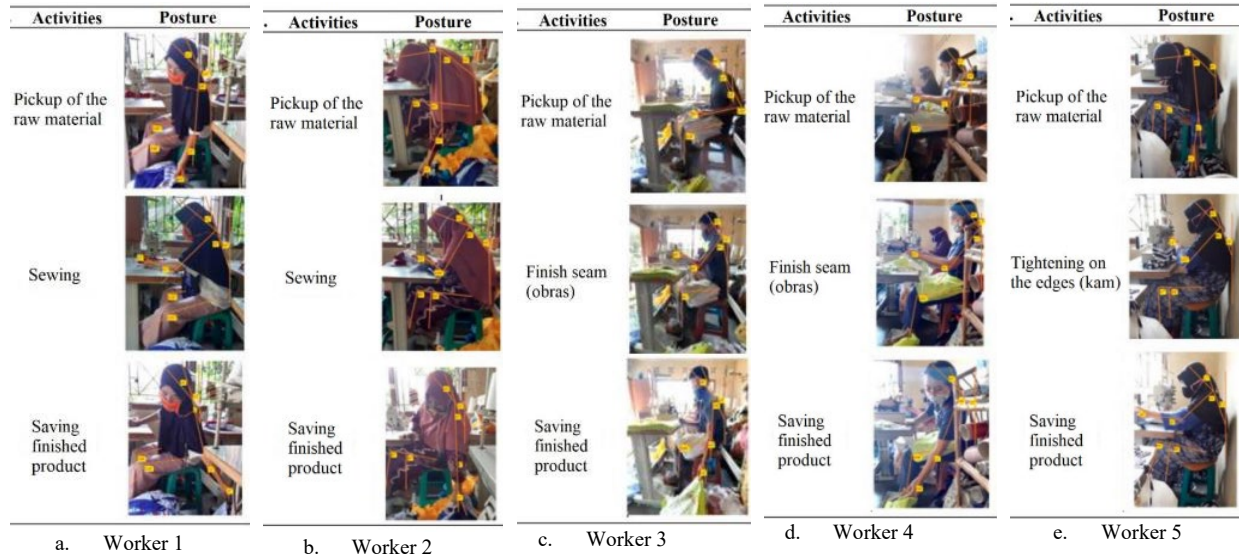 Activities Posture
Pickup of the
raw material
Sewing
Saving
finished
product
a. Worker 1
Activities Posture
Pickup of the
raw material
Sewing
Saving
finished
product
b. Worker 2
Activities Posture
Pickup of the
raw material
Finish seam
(obras)
Saving
finished
product
c. Worker 3
Activities Posture
Pickup of the
raw material
Finish seam
(obras)
Saving
finished
product
d. Worker 4
Activities Posture
Pickup of the
raw material
Tightening on
the edges (kam)
Saving
finished
product
e. Worker 5